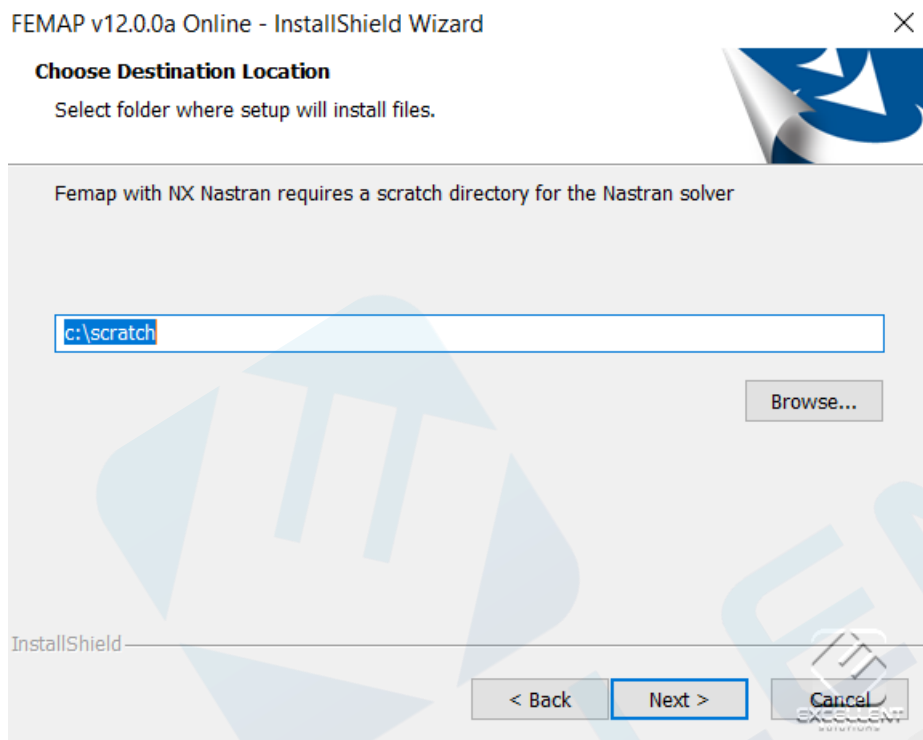 FEMAP v12.0.0a Online - InstallShield Wizard
Choose Destination Location
Select folder where setup will install files.
Femap with NX Nastran requires a scratch directory for the Nastran solver
c:\scratch
Browse...
InstallShield
< Back
Next >
Cancel
EXCELLENT
SOLUTIONS